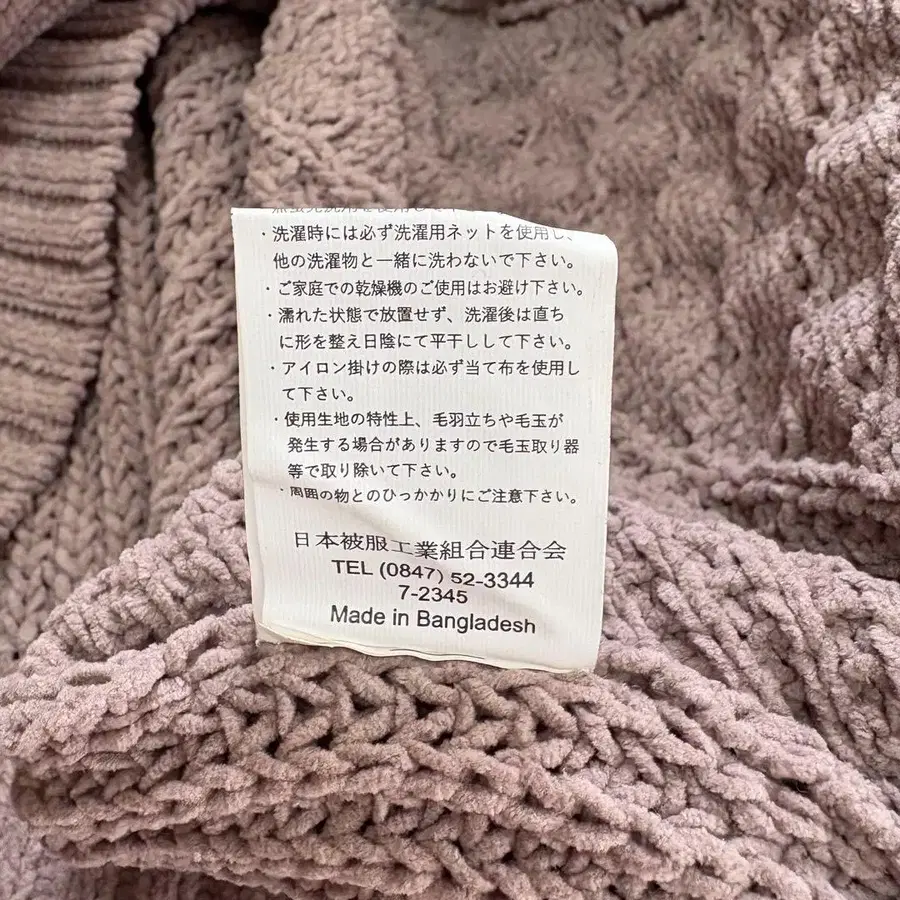 ・洗濯時には必ず洗濯用ネットを使用し、
他の洗濯物と一緒に洗わないで下さい。
・ご家庭での乾燥機のご使用はお避け下さい。
・濡れた状態で放置せず、洗濯後は直ち
に形を整え日陰にて平干しして下さい。
・アイロン掛けの際は必ず当て布を使用し
て下さい。
・使用生地の特性上、毛羽立ちや毛玉が
発生する場合がありますので毛玉取り器
等で取り除いて下さい。
・周囲の物とのひっかかりにご注意下さい。
日本被服工業組合連合会
TEL (0847) 52-3344
7-2345
Made in Bangladesh